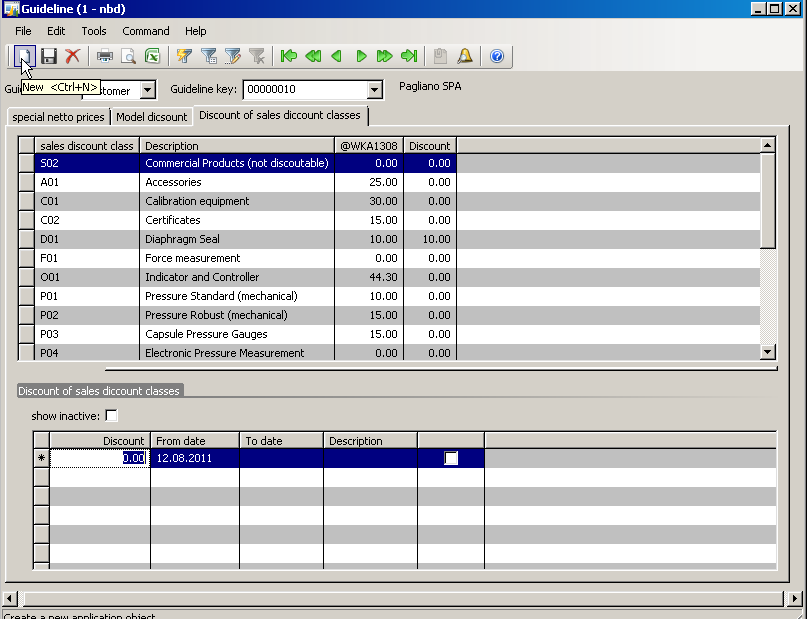 Guideline (1 - nbd)
File Edit Tools Command Help
New <Ctrl+N>
Guideline key: 00000010 Pagliano SPA
special netto prices Model dicsount Discount of sales diccount classes
sales discount class Description @WKA1308 Discount
S02 Commercial Products (not discoutable) 0.00 0.00
A01 Accessories 25.00 0.00
C01 Calibration equipment 30.00 0.00
C02 Certificates 15.00 0.00
D01 Diaphragm Seal 10.00 10.00
F01 Force measurement 0.00 0.00
O01 Indicator and Controller 44.30 0.00
P01 Pressure Standard (mechanical) 10.00 0.00
P02 Pressure Robust (mechanical) 15.00 0.00
P03 Capsule Pressure Gauges 15.00 0.00
P04 Electronic Pressure Measurement 0.00 0.00
Discount of sales diccount classes
show inactive:
Discount From date To date Description
* 0.00 12.08.2011
Create a new application object